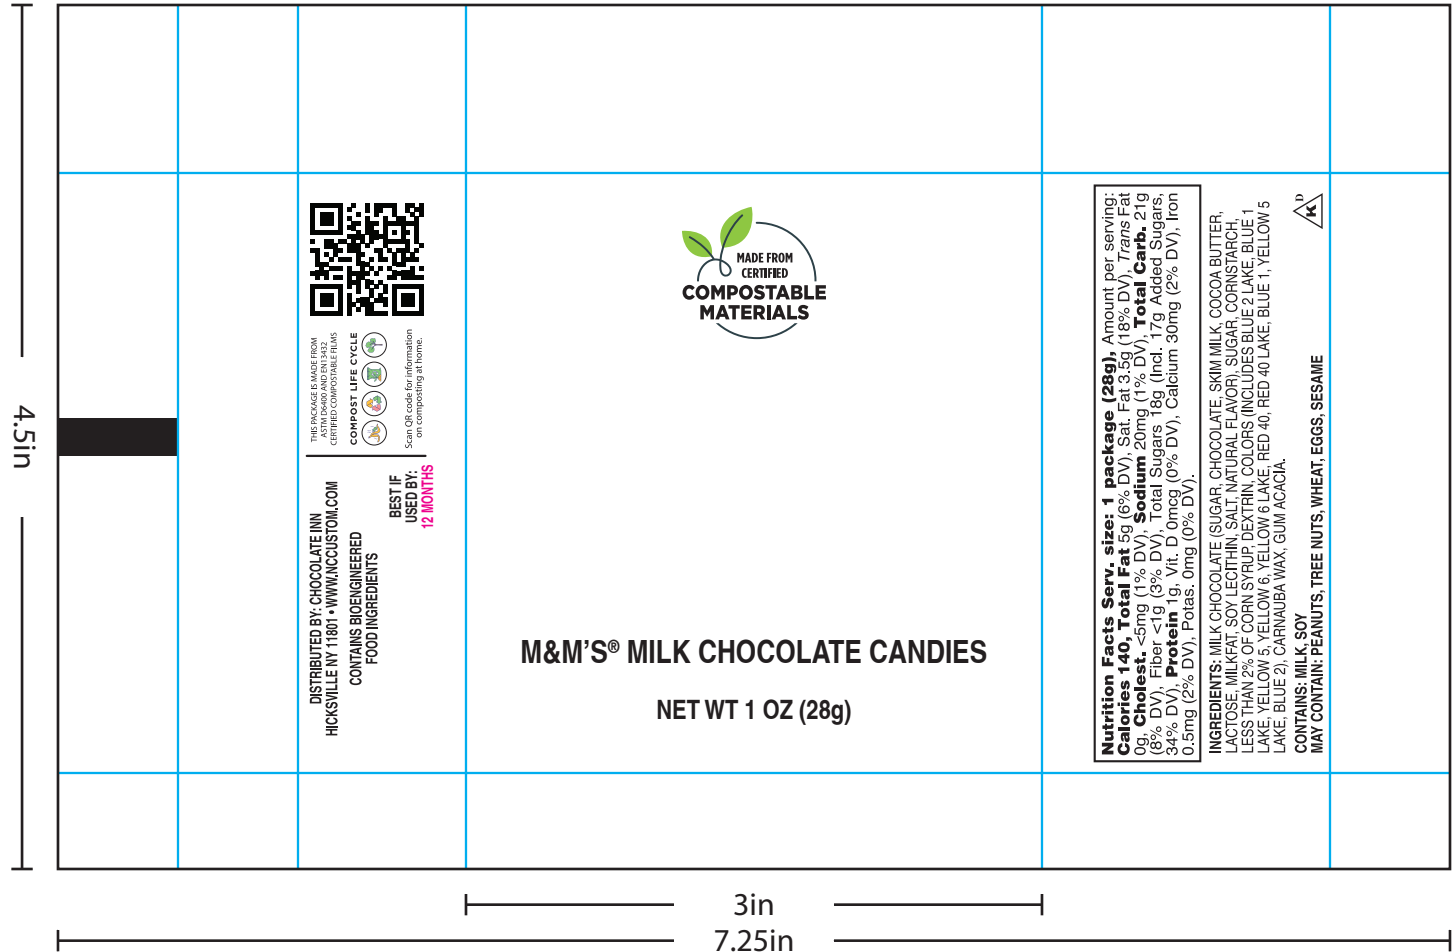 4.5in
THIS PACKAGE IS MADE FROM
ASTM D6400 AND EN13432
CERTIFIED COMPOSTABLE FILMS
COMPOST LIFE CYCLE
Scan QR code for information
on composting at home.
DISTRIBUTED BY: CHOCOLATE INN
HICKSVILLE NY 11801 • WWW.NCCUSTOM.COM
CONTAINS BIOENGINEERED
FOOD INGREDIENTS
BEST IF
USED BY:
12 MONTHS
MADE FROM
CERTIFIED
COMPOSTABLE
MATERIALS
M&M'S® MILK CHOCOLATE CANDIES
NET WT 1 OZ (28g)
Nutrition Facts Serv. size: 1 package (28g), Amount per serving:
Calories 140, Total Fat 5g (6% DV), Sat. Fat 3.5g (18% DV), Trans Fat
0g, Cholest. <5mg (1% DV), Sodium 20mg (1% DV), Total Carb. 21g
(8% DV), Fiber <1g (3% DV), Total Sugars 18g (Incl. 17g Added Sugars,
34% DV), Protein 1g, Vit. D 0mcg (0% DV), Calcium 30mg (2% DV), Iron
0.5mg (2% DV), Potas. 0mg (0% DV).
INGREDIENTS: MILK CHOCOLATE (SUGAR, CHOCOLATE, SKIM MILK, COCOA BUTTER,
LACTOSE, MILKFAT, SOY LECITHIN, SALT, NATURAL FLAVOR), SUGAR, CORNSTARCH,
LESS THAN 2% OF CORN SYRUP, DEXTRIN, COLORS (INCLUDES BLUE 2 LAKE, BLUE 1
LAKE, YELLOW 5, YELLOW 6, YELLOW 6 LAKE, RED 40, RED 40 LAKE, BLUE 1, YELLOW 5
LAKE, BLUE 2), CARNAUBA WAX, GUM ACACIA.
CONTAINS: MILK, SOY
MAY CONTAIN: PEANUTS, TREE NUTS, WHEAT, EGGS, SESAME
K D
3in
7.25in